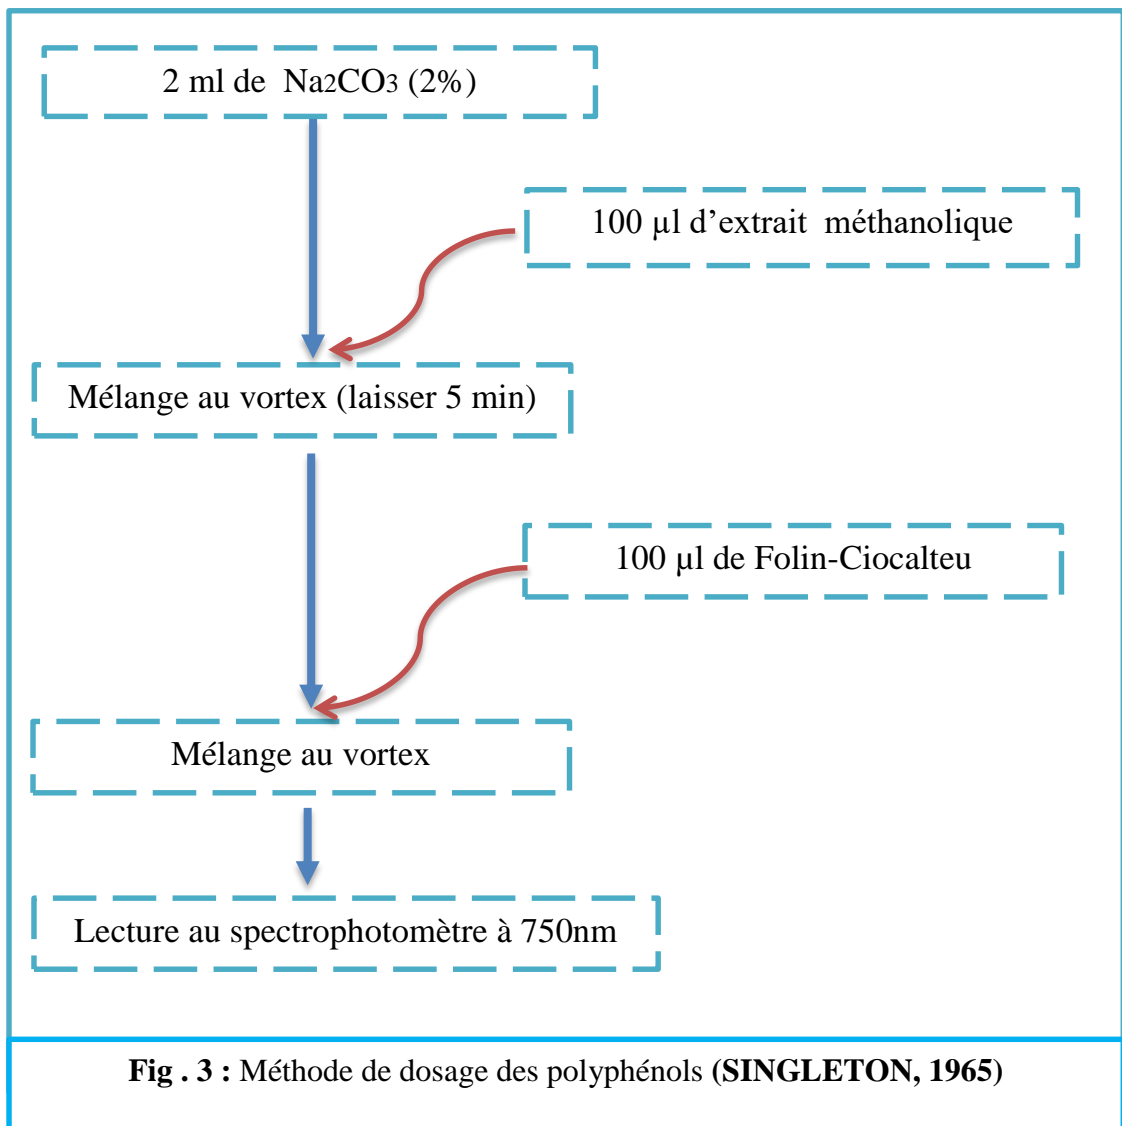 2 ml de Na2CO3 (2%)
100 µl d’extrait méthanolique
Mélange au vortex (laisser 5 min)
100 µl de Folin-Ciocalteu
Mélange au vortex
Lecture au spectrophotomètre à 750nm
Fig . 3 : Méthode de dosage des polyphénols (SINGLETON, 1965)